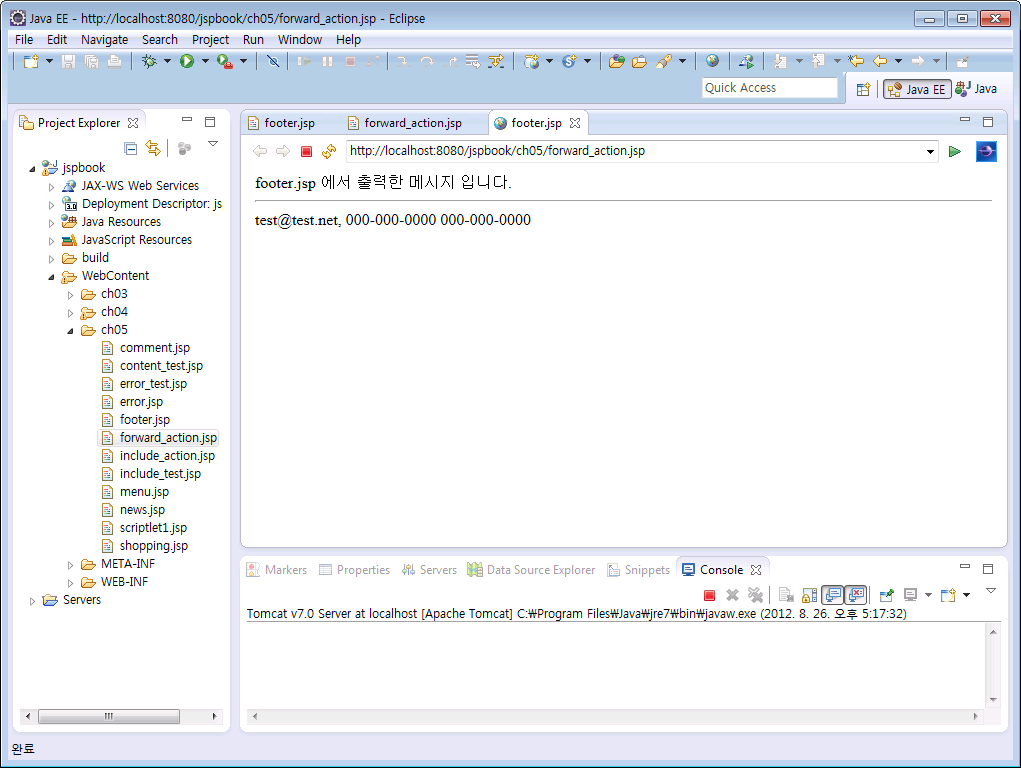 Java EE - http://localhost:8080/jspbook/ch05/forward_action.jsp - Eclipse
File Edit Navigate Search Project Run Window Help
Quick Access
Java EE
Java
Project Explorer
jspbook
JAX-WS Web Services
3.0
Deployment Descriptor: js
Java Resources
JavaScript Resources
build
WebContent
ch03
ch04
ch05
comment.jsp
content_test.jsp
error_test.jsp
error.jsp
footer.jsp
forward_action.jsp
include_action.jsp
include_test.jsp
menu.jsp
news.jsp
scriptlet1.jsp
shopping.jsp
META-INF
WEB-INF
Servers
footer.jsp
forward_action.jsp
footer.jsp
http://localhost:8080/jspbook/ch05/forward_action.jsp
footer.jsp 에서 출력한 메시지 입니다.
test@test.net, 000-000-0000 000-000-0000
Markers Properties Servers Data Source Explorer Snippets Console
Tomcat v7.0 Server at localhost [Apache Tomcat] C:₩Program Files₩Java₩jre7₩bin₩javaw.exe (2012. 8. 26. 오후 5:17:32)
완료